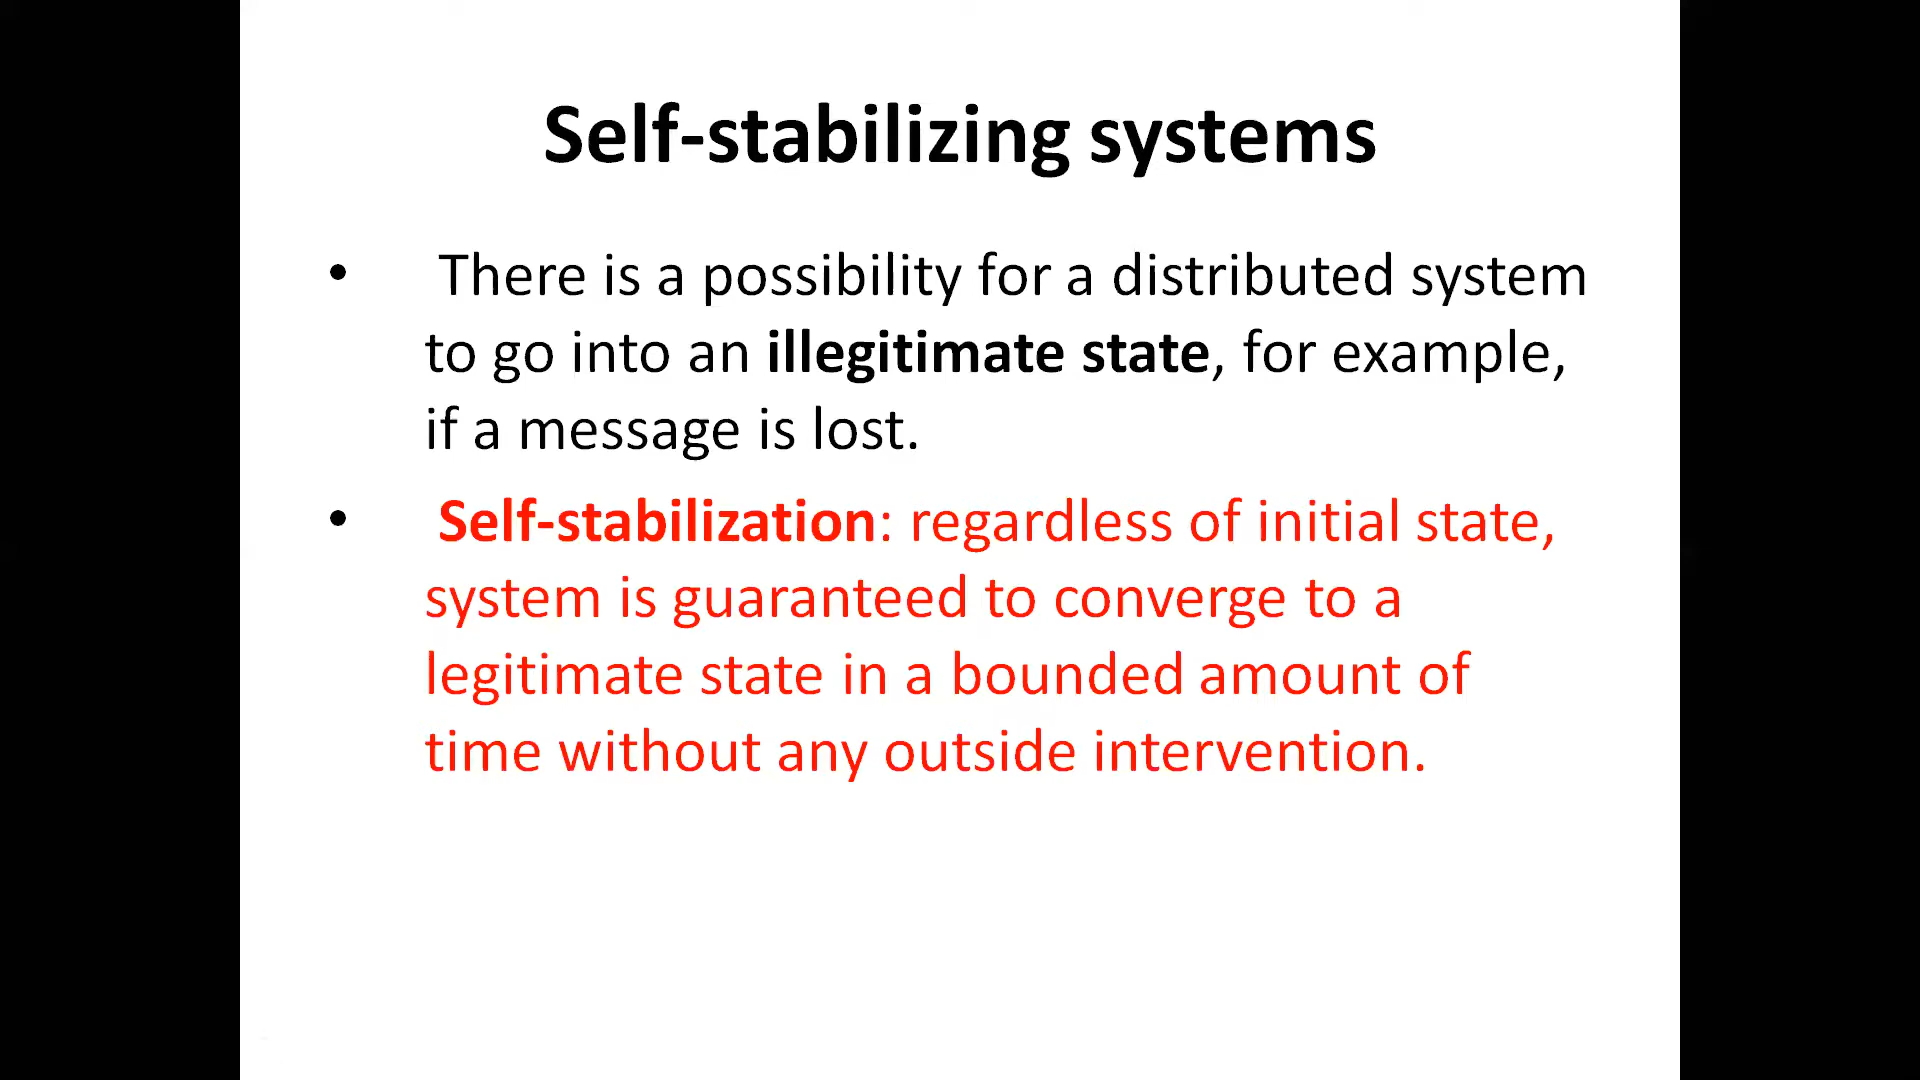 Self-stabilizing systems
• There is a possibility for a distributed system
to go into an illegitimate state, for example,
if a message is lost.
• Self-stabilization: regardless of initial state,
system is guaranteed to converge to a
legitimate state in a bounded amount of
time without any outside intervention.